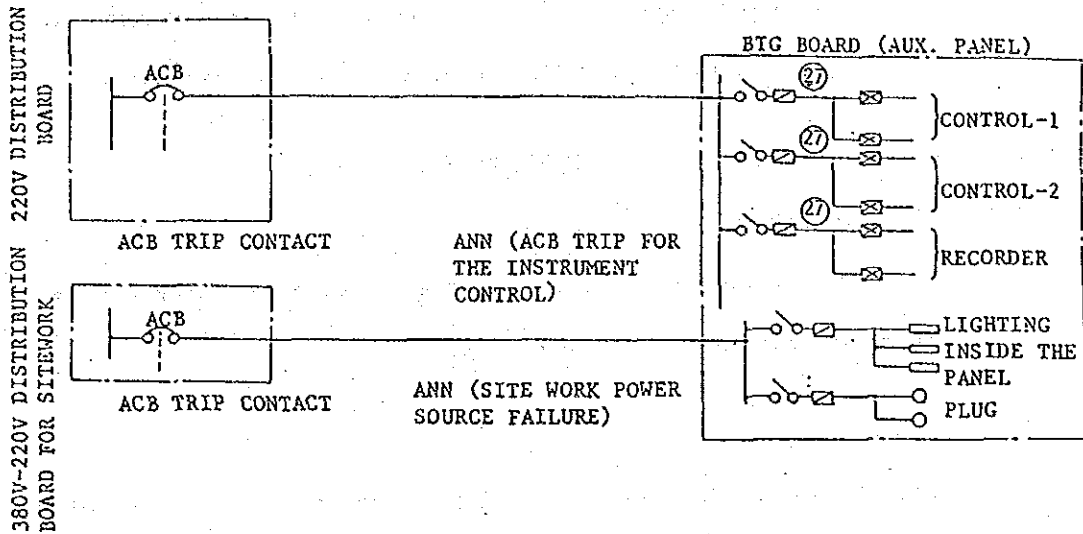 220V DISTRIBUTION
BOARD
ACB
ACB TRIP CONTACT
ANN (ACB TRIP FOR
THE INSTRUMENT
CONTROL)
BTG BOARD (AUX. PANEL)
27
CONTROL-1
27
CONTROL-2
27
RECORDER
380V-220V DISTRIBUTION
BOARD FOR SITEWORK
ACB
ACB TRIP CONTACT
ANN (SITE WORK POWER
SOURCE FAILURE)
LIGHTING
INSIDE THE
PANEL
PLUG